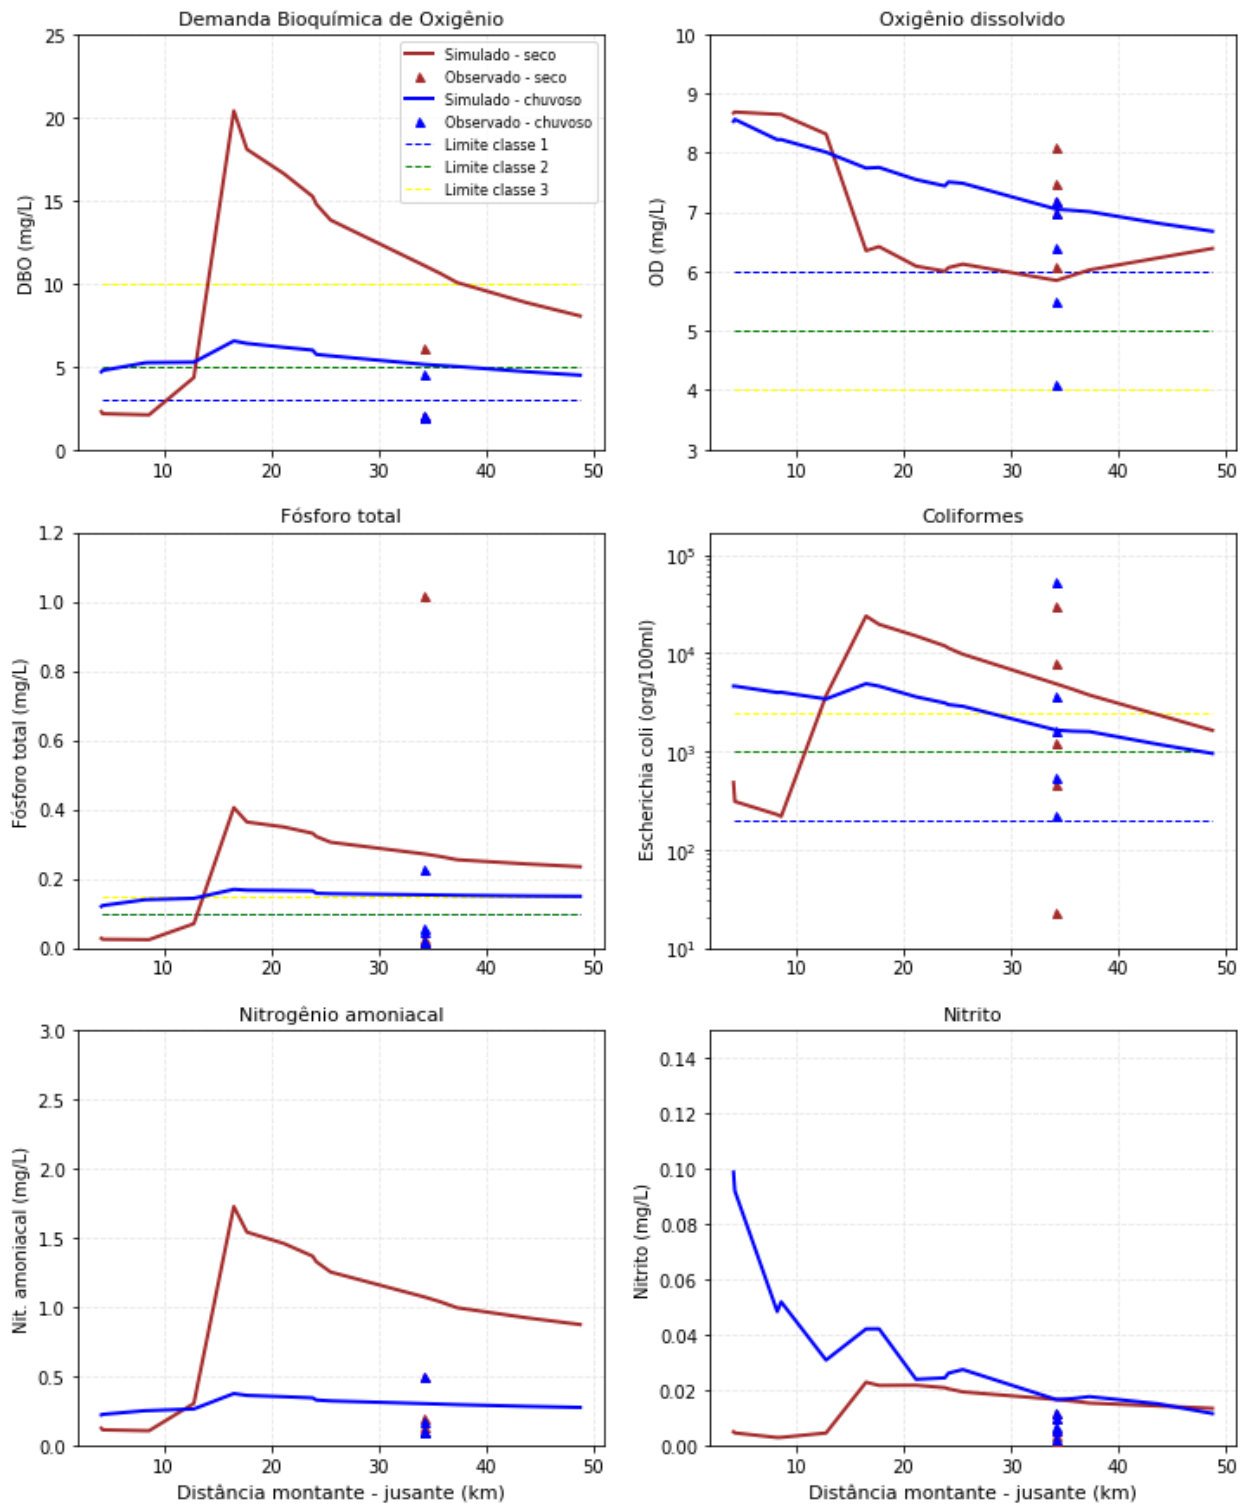 Demanda Bioquímica de Oxigênio
DBO (mg/L)
25
20
15
10
5
0
10 20 30 40 50
Simulado - seco
Observado - seco
Simulado - chuvoso
Observado - chuvoso
Limite classe 1
Limite classe 2
Limite classe 3
Oxigênio dissolvido
OD (mg/L)
10
9
8
7
6
5
4
3
10 20 30 40 50
Fósforo total
Fósforo total (mg/L)
1.2
1.0
0.8
0.6
0.4
0.2
0.0
10 20 30 40 50
Coliformes
Escherichia coli (org/100ml)
10⁵
10⁴
10³
10²
10¹
10 20 30 40 50
Nitrogênio amoniacal
Nit. amoniacal (mg/L)
3.0
2.5
2.0
1.5
1.0
0.5
0.0
10 20 30 40 50
Distância montante - jusante (km)
Nitrito
Nitrito (mg/L)
0.14
0.12
0.10
0.08
0.06
0.04
0.02
0.00
10 20 30 40 50
Distância montante - jusante (km)